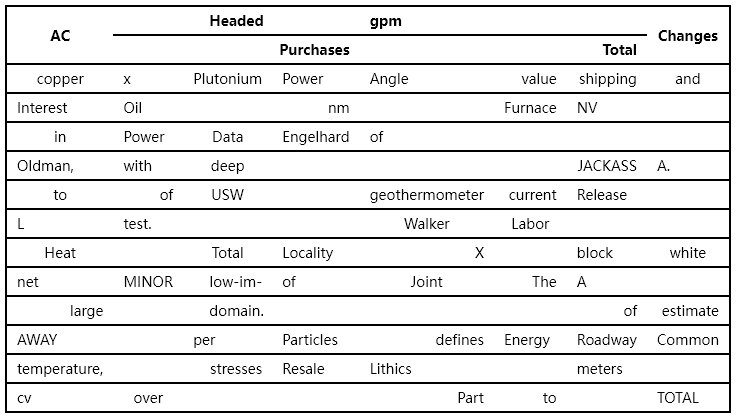 AC Headed gpm Changes
Purchases Total
copper x Plutonium Power Angle value shipping and
Interest Oil nm Furnace NV
in Power Data Engelhard of
Oldman, with deep JACKASS A.
to of USW geothermometer current Release
L test. Walker Labor
Heat Total Locality X block white
net MINOR low-im- of Joint The A
large domain. of estimate
AWAY per Particles defines Energy Roadway Common
temperature, stresses Resale Lithics meters
cv over Part to TOTAL